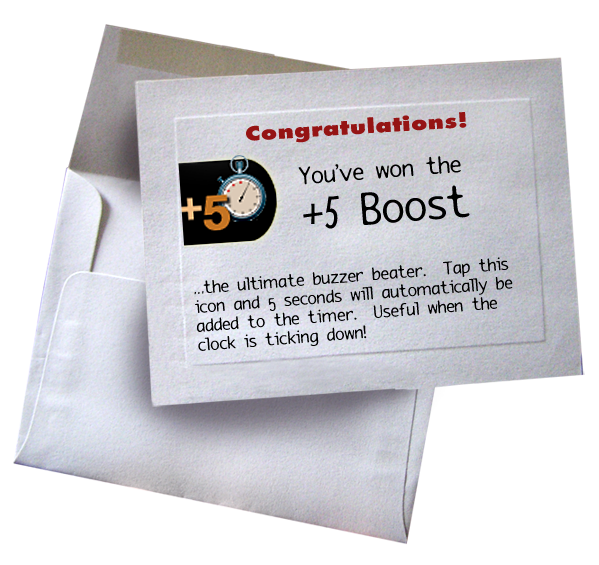 Congratulations!
+5
You've won the
+5 Boost
...the ultimate buzzer beater. Tap this
icon and 5 seconds will automatically be
added to the timer. Useful when the
clock is ticking down!